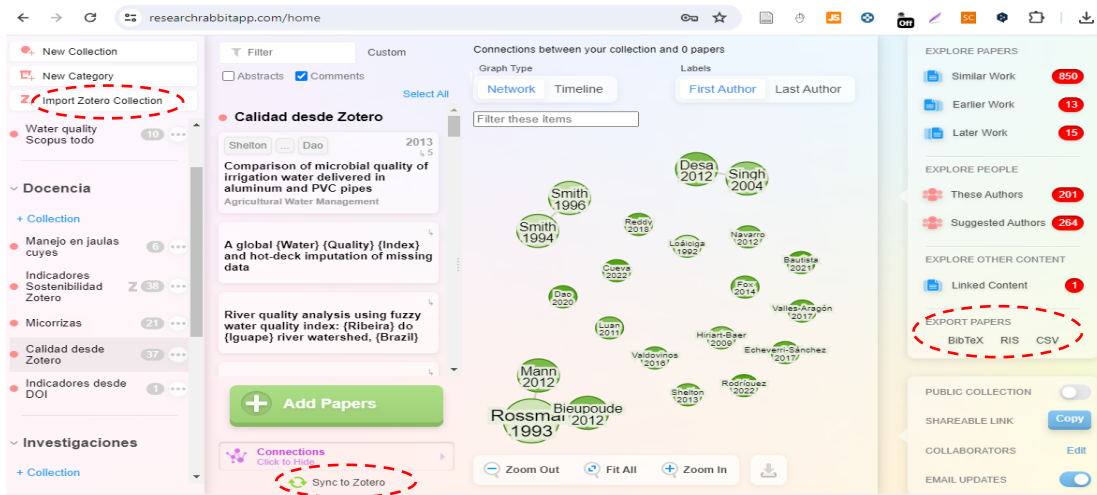 researchrabbitapp.com/home
JS
Off
SC
New Collection
New Category
Import Zotero Collection
Water quality
Scopus todo
10
Docencia
+ Collection
Manejo en jaulas
cuyes
6
Indicadores
Sostenibilidad
Zotero
Z 38
Micorrizas
21
Calidad desde
Zotero
37
Indicadores desde
DOI
1
Investigaciones
+ Collection
Filter
Custom
Abstracts
Comments
Select All
Calidad desde Zotero
Shelton ... Dao
2013
5
Comparison of microbial quality of
irrigation water delivered in
aluminum and PVC pipes
Agricultural Water Management
A global {Water} {Quality} {Index}
and hot-deck imputation of missing
data
River quality analysis using fuzzy
water quality index: {Ribeira} do
{Iguape} river watershed, {Brazil}
+ Add Papers
Connections
Click to Hide
Sync to Zotero
Connections between your collection and 0 papers
Graph Type
Network
Timeline
Labels
First Author
Last Author
Filter these items
Desa
2012
Singh
2004
Smith
1996
Smith
1994
Reddy
2018
Loáiciga
1992
Navarro
2012
Bautista
2021
Cueva
2022
Fox
2014
Dao
2020
Valles-Aragón
2017
Luan
2011
Hiriart-Baer
2009
Echeverri-Sánchez
2017
Valdovinos
2016
Mann
2012
Shelton
2013
Rodríguez
2022
Rossman
1993
Bieupoude
2012
Zoom Out
Fit All
Zoom In
EXPLORE PAPERS
Similar Work
850
Earlier Work
13
Later Work
15
EXPLORE PEOPLE
These Authors
201
Suggested Authors
264
EXPLORE OTHER CONTENT
Linked Content
1
EXPORT PAPERS
BibTeX RIS CSV
PUBLIC COLLECTION
SHAREABLE LINK
Copy
COLLABORATORS
Edit
EMAIL UPDATES